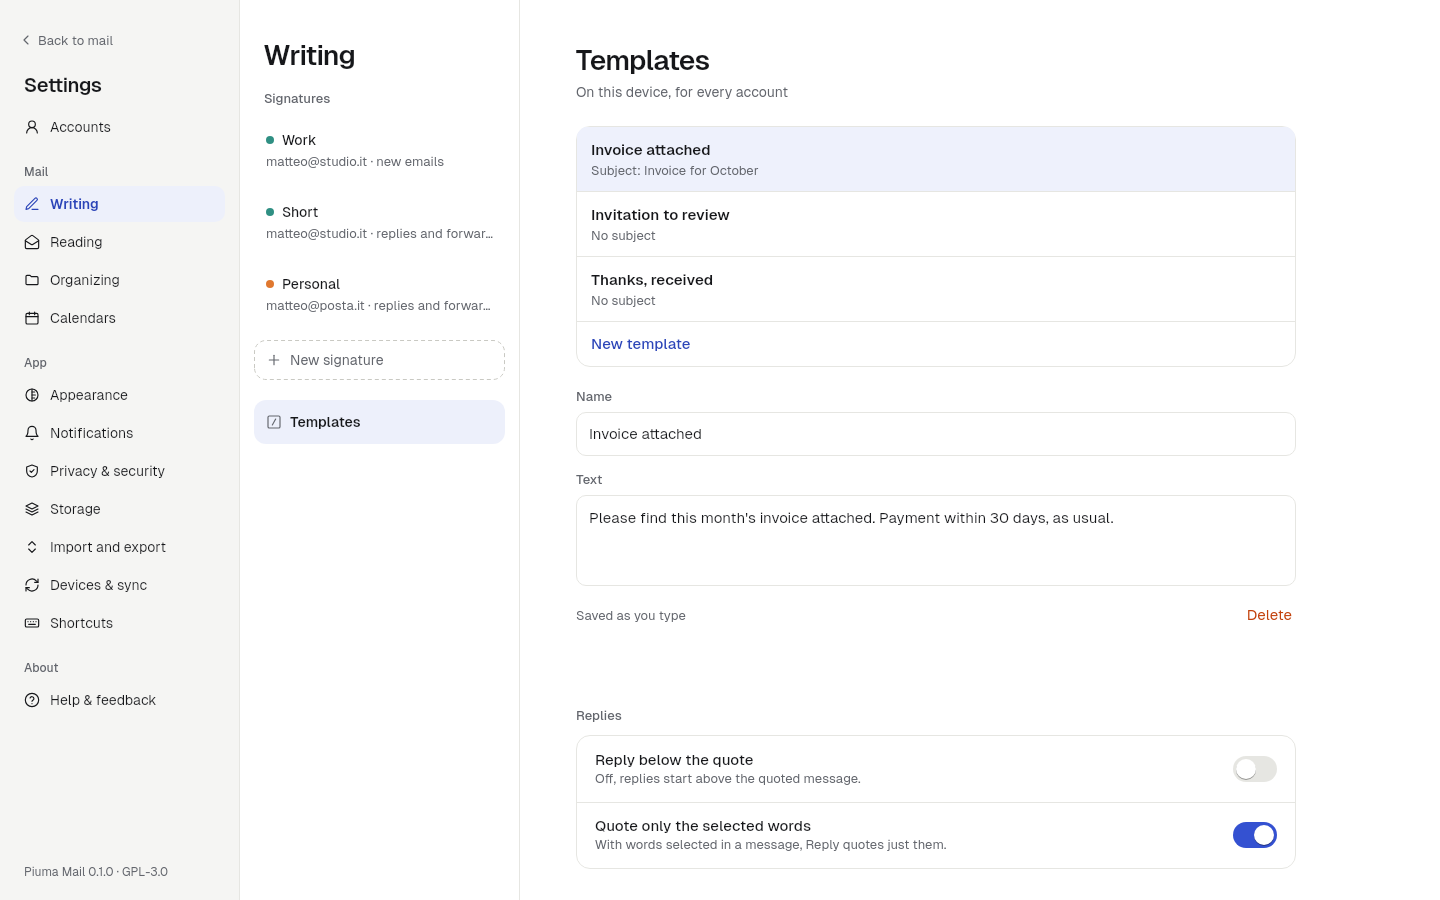 Back to mail
Settings
Accounts
Mail
Writing
Reading
Organizing
Calendars
App
Appearance
Notifications
Privacy & security
Storage
Import and export
Devices & sync
Shortcuts
About
Help & feedback
Piuma Mail 0.1.0 · GPL-3.0
Writing
Signatures
Work
matteo@studio.it · new emails
Short
matteo@studio.it · replies and forwar…
Personal
matteo@posta.it · replies and forwar…
New signature
Templates
Templates
On this device, for every account
Invoice attached
Subject: Invoice for October
Invitation to review
No subject
Thanks, received
No subject
New template
Name
Invoice attached
Text
Please find this month's invoice attached. Payment within 30 days, as usual.
Saved as you type
Delete
Replies
Reply below the quote
Off, replies start above the quoted message.
Quote only the selected words
With words selected in a message, Reply quotes just them.